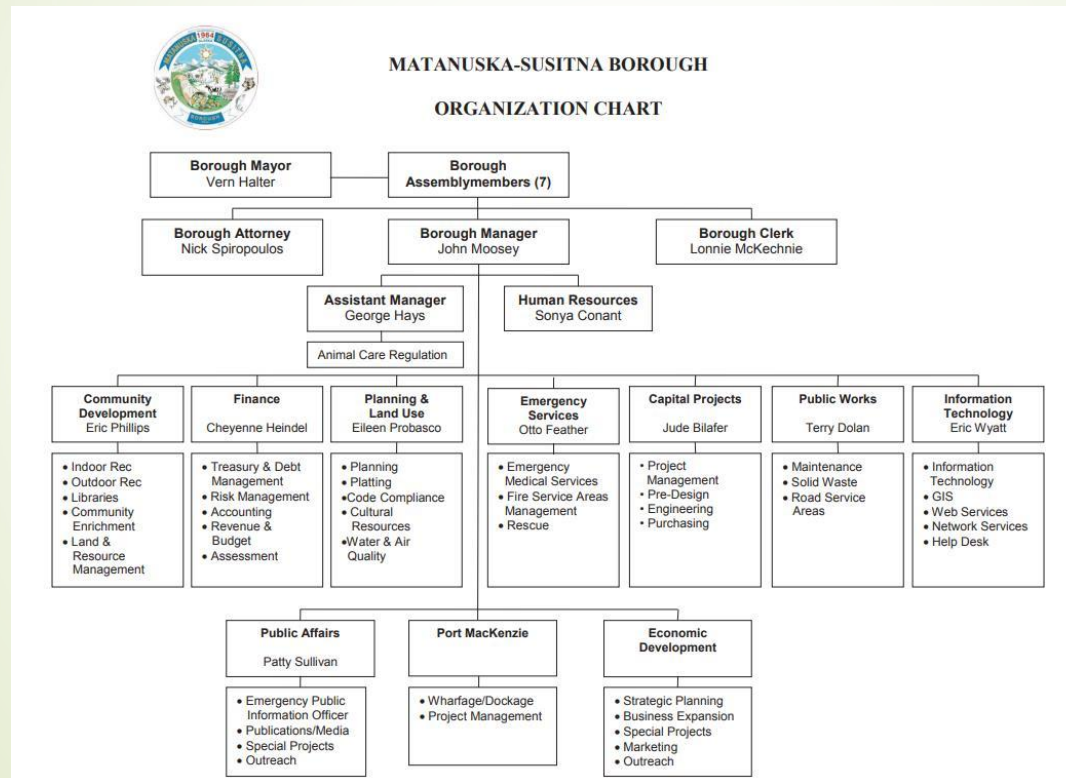 MATANUSKA SUSITNA
1964
BOROUGH
MATANUSKA-SUSITNA BOROUGH
ORGANIZATION CHART
Borough Mayor
Vern Halter
Borough
Assemblymembers (7)
Borough Attorney
Nick Spiropoulos
Borough Manager
John Moosey
Borough Clerk
Lonnie McKechnie
Assistant Manager
George Hays
Human Resources
Sonya Conant
Animal Care Regulation
Community
Development
Eric Phillips
• Indoor Rec
• Outdoor Rec
• Libraries
• Community
Enrichment
• Land &
Resource
Management
Finance
Cheyenne Heindel
• Treasury & Debt
Management
• Risk Management
• Accounting
• Revenue &
Budget
• Assessment
Planning &
Land Use
Eileen Probasco
• Planning
• Platting
•Code Compliance
• Cultural
Resources
•Water & Air
Quality
Emergency
Services
Otto Feather
• Emergency
Medical Services
• Fire Service Areas
Management
• Rescue
Capital Projects
Jude Bilafer
• Project
Management
• Pre-Design
• Engineering
• Purchasing
Public Works
Terry Dolan
• Maintenance
• Solid Waste
• Road Service
Areas
Information
Technology
Eric Wyatt
• Information
Technology
• GIS
• Web Services
• Network Services
• Help Desk
Public Affairs
Patty Sullivan
• Emergency Public
Information Officer
• Publications/Media
• Special Projects
• Outreach
Port MacKenzie
• Wharfage/Dockage
• Project Management
Economic
Development
• Strategic Planning
• Business Expansion
• Special Projects
• Marketing
• Outreach